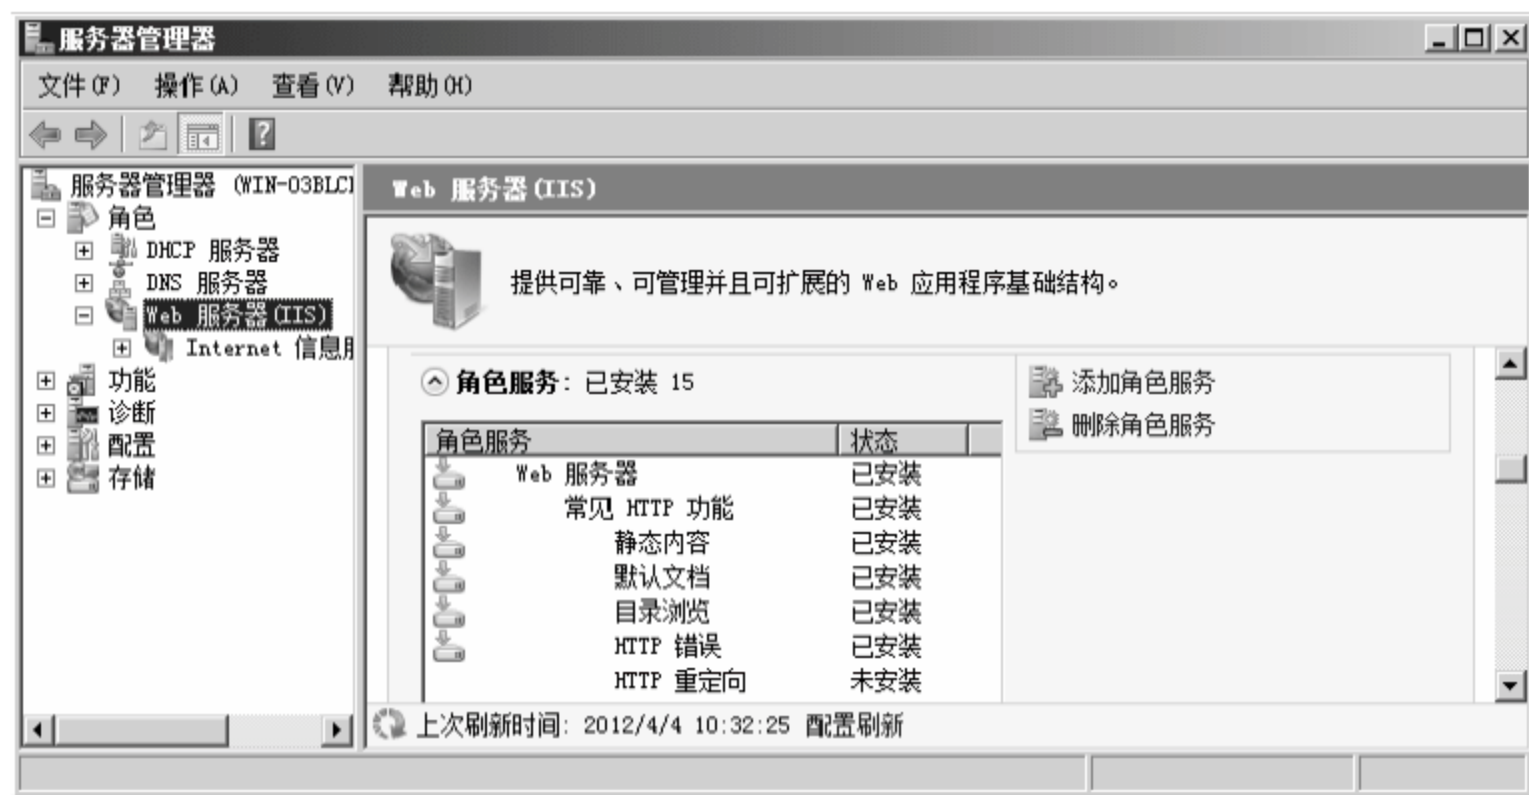 服务器管理器
文件(F) 操作(A) 查看(V) 帮助(H)
服务器管理器 (WIN-03BLCI
角色
DHCP 服务器
DNS 服务器
Web 服务器(IIS)
Internet 信息服
功能
诊断
配置
存储
Web 服务器(IIS)
提供可靠、可管理并且可扩展的 Web 应用程序基础结构。
角色服务: 已安装 15
角色服务 状态
Web 服务器 已安装
常见 HTTP 功能 已安装
静态内容 已安装
默认文档 已安装
目录浏览 已安装
HTTP 错误 已安装
HTTP 重定向 未安装
添加角色服务
删除角色服务
上次刷新时间: 2012/4/4 10:32:25 配置刷新